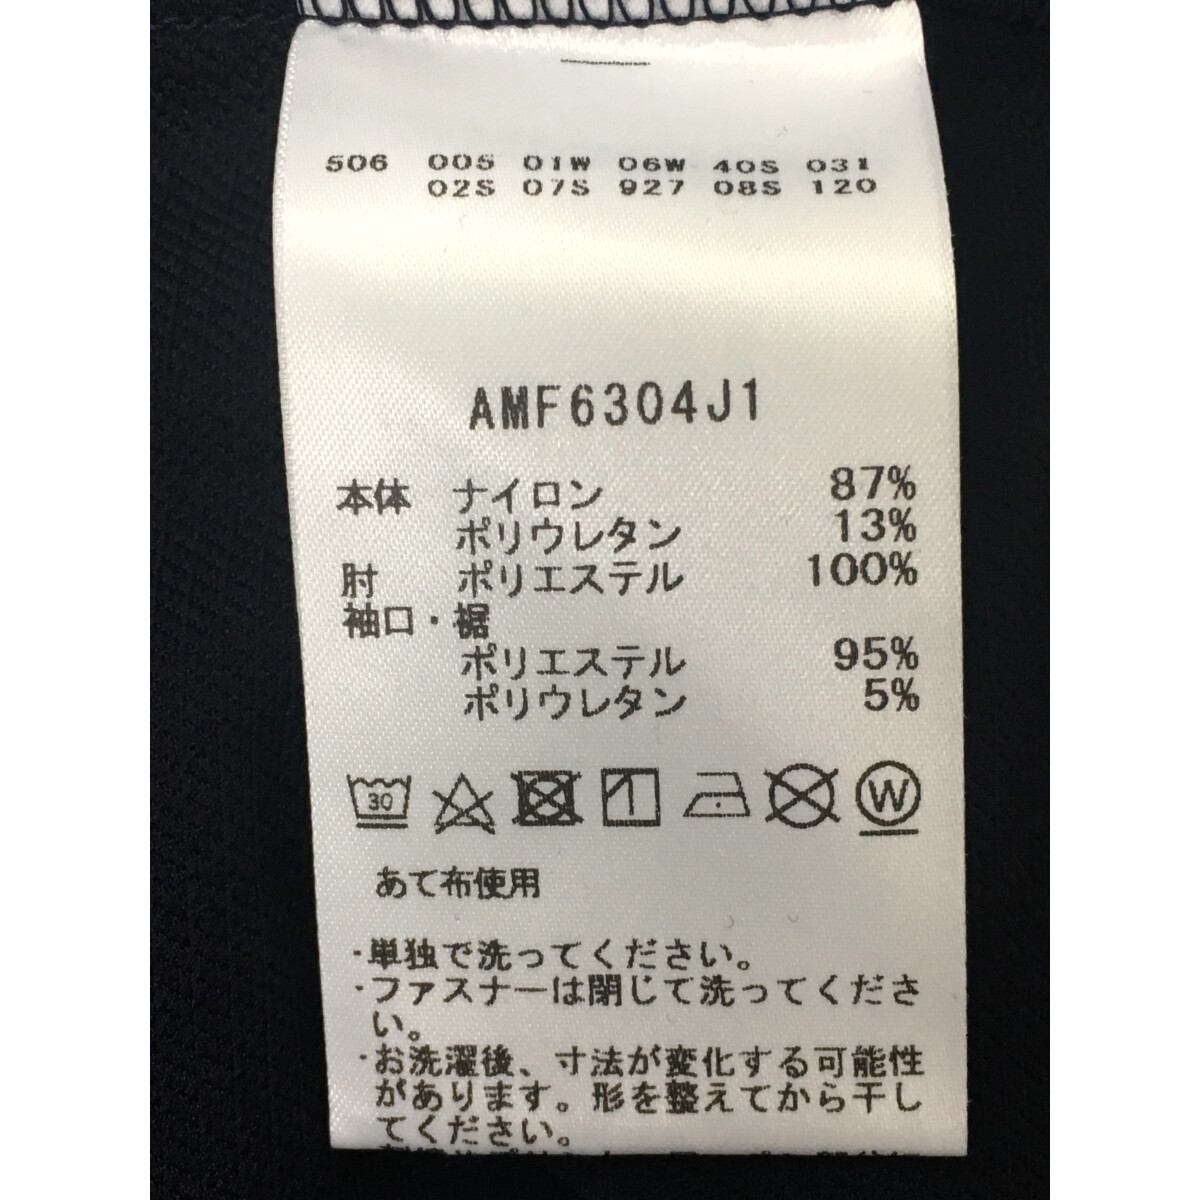 506 005 01W 06W 40S 031
02S 07S 927 08S 120
AMF6304J1
本体 ナイロン 87%
ポリウレタン 13%
肘 ポリエステル 100%
袖口・裾
ポリエステル 95%
ポリウレタン 5%
30
W
あて布使用
・単独で洗ってください。
・ファスナーは閉じて洗ってくださ
い。
・お洗濯後、寸法が変化する可能性
があります。形を整えてから干し
てください。